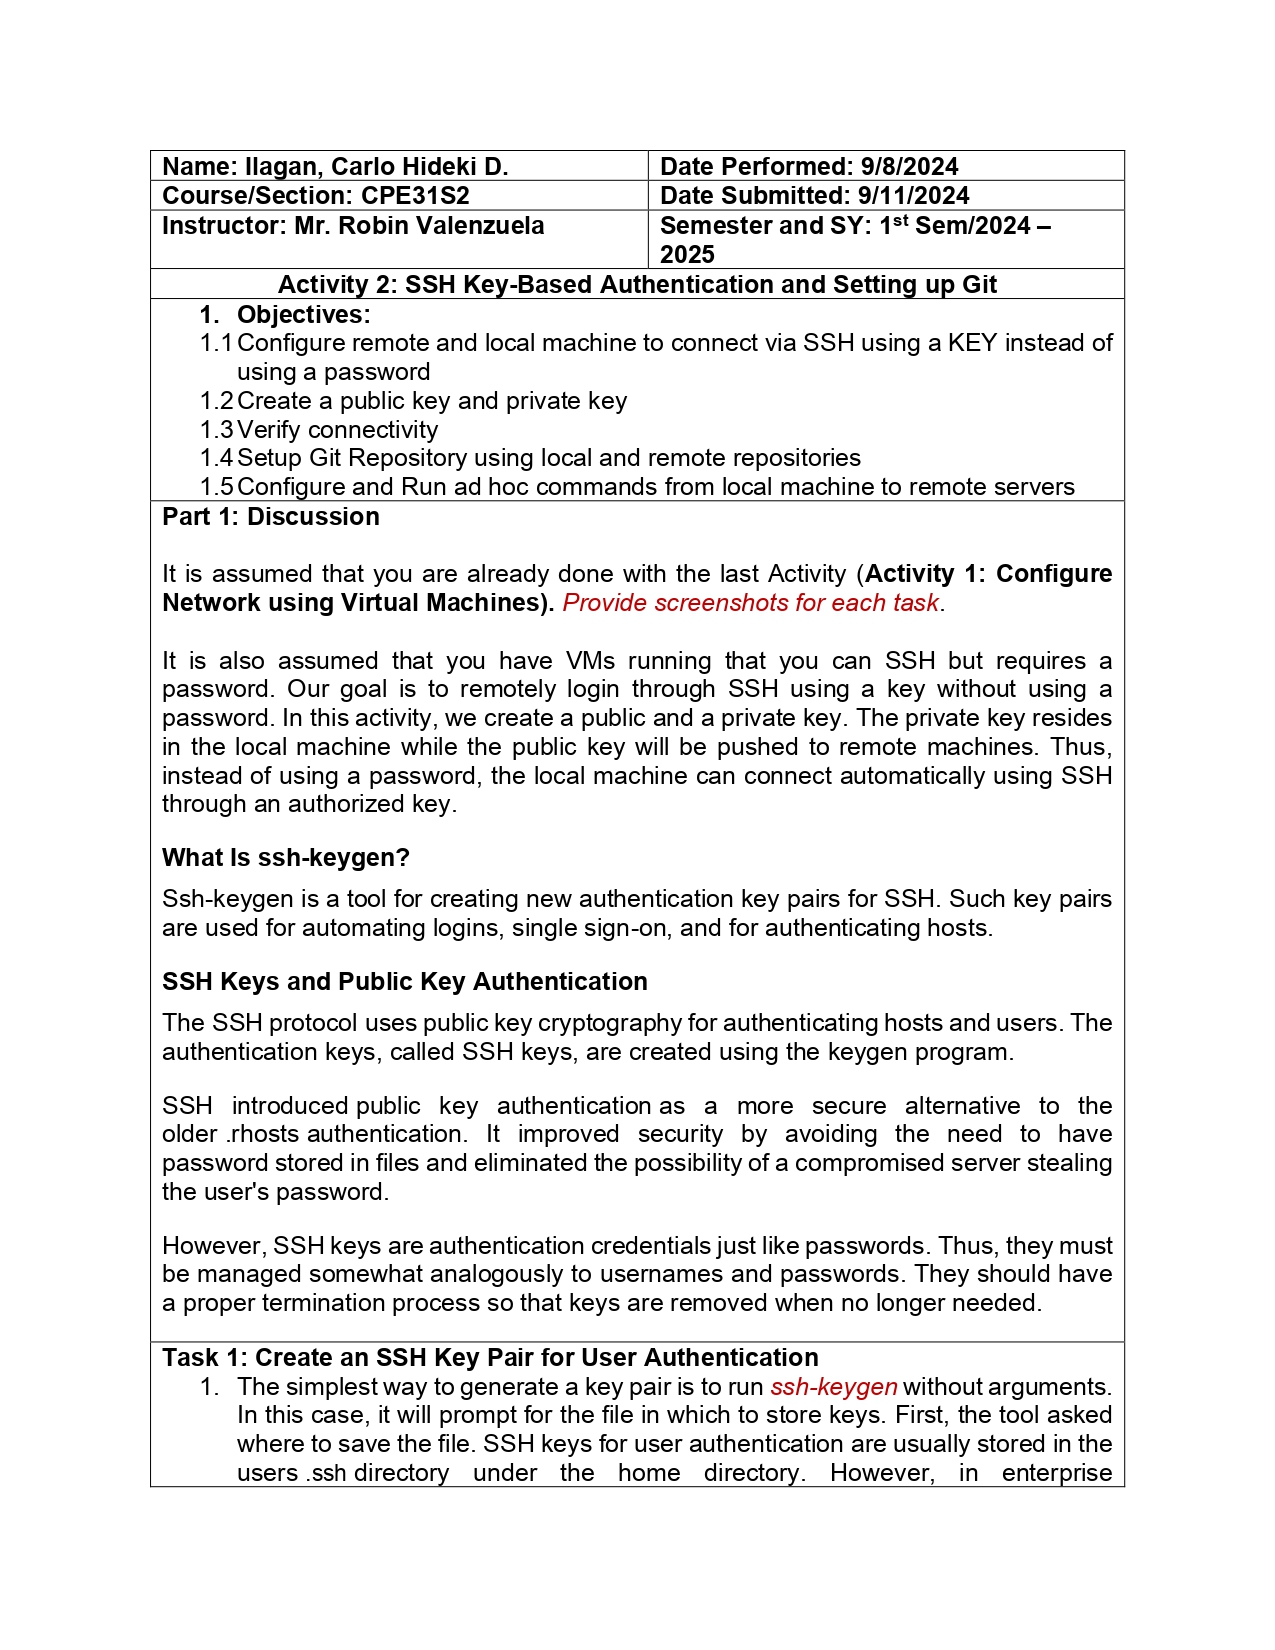 Name: Ilagan, Carlo Hideki D.
Date Performed: 9/8/2024
Course/Section: CPE31S2
Date Submitted: 9/11/2024
Instructor: Mr. Robin Valenzuela
Semester and SY: 1st Sem/2024 –
2025
Activity 2: SSH Key-Based Authentication and Setting up Git
1. Objectives:
1.1 Configure remote and local machine to connect via SSH using a KEY instead of
using a password
1.2 Create a public key and private key
1.3 Verify connectivity
1.4 Setup Git Repository using local and remote repositories
1.5 Configure and Run ad hoc commands from local machine to remote servers
Part 1: Discussion
It is assumed that you are already done with the last Activity (Activity 1: Configure
Network using Virtual Machines). Provide screenshots for each task.
It is also assumed that you have VMs running that you can SSH but requires a
password. Our goal is to remotely login through SSH using a key without using a
password. In this activity, we create a public and a private key. The private key resides
in the local machine while the public key will be pushed to remote machines. Thus,
instead of using a password, the local machine can connect automatically using SSH
through an authorized key.
What Is ssh-keygen?
Ssh-keygen is a tool for creating new authentication key pairs for SSH. Such key pairs
are used for automating logins, single sign-on, and for authenticating hosts.
SSH Keys and Public Key Authentication
The SSH protocol uses public key cryptography for authenticating hosts and users. The
authentication keys, called SSH keys, are created using the keygen program.
SSH introduced public key authentication as a more secure alternative to the
older .rhosts authentication. It improved security by avoiding the need to have
password stored in files and eliminated the possibility of a compromised server stealing
the user's password.
However, SSH keys are authentication credentials just like passwords. Thus, they must
be managed somewhat analogously to usernames and passwords. They should have
a proper termination process so that keys are removed when no longer needed.
Task 1: Create an SSH Key Pair for User Authentication
1. The simplest way to generate a key pair is to run ssh-keygen without arguments.
In this case, it will prompt for the file in which to store keys. First, the tool asked
where to save the file. SSH keys for user authentication are usually stored in the
users .ssh directory under the home directory. However, in enterprise